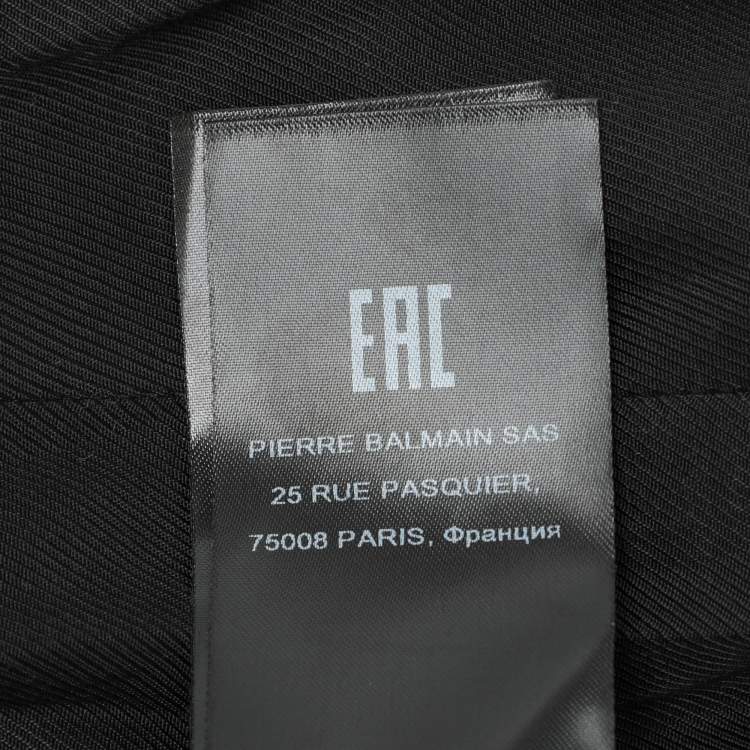 EAC
PIERRE BALMAIN SAS
25 RUE PASQUIER,
75008 PARIS, Франция